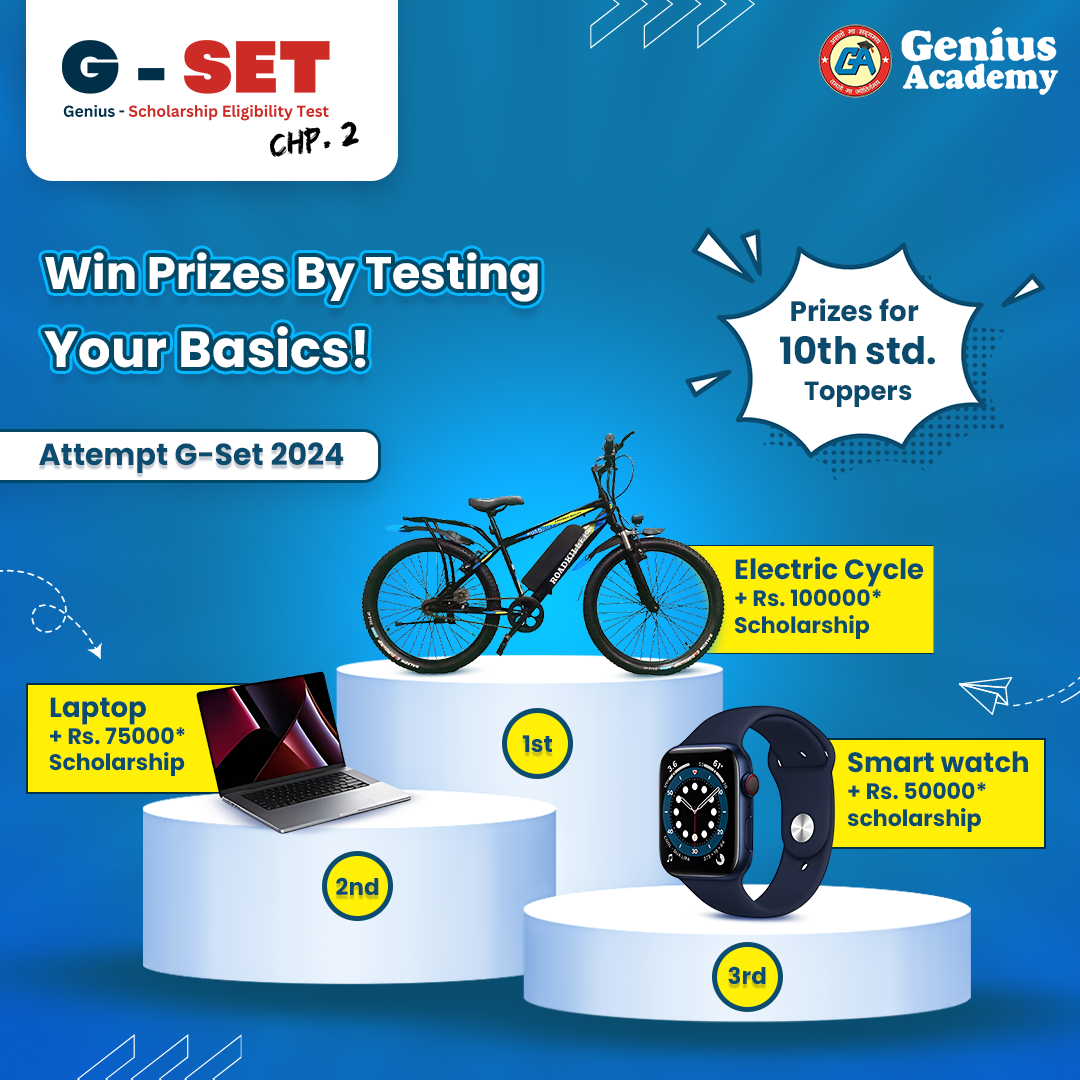 G - SET
Genius - Scholarship Eligibility Test
CHP. 2
GA
Genius
Academy
Win Prizes By Testing
Your Basics!
Prizes for
10th std.
Toppers
Attempt G-Set 2024
ROADKILLER
Electric Cycle
+ Rs. 100000*
Scholarship
1st
Laptop
+ Rs. 75000*
Scholarship
2nd
Smart watch
+ Rs. 50000*
scholarship
3rd